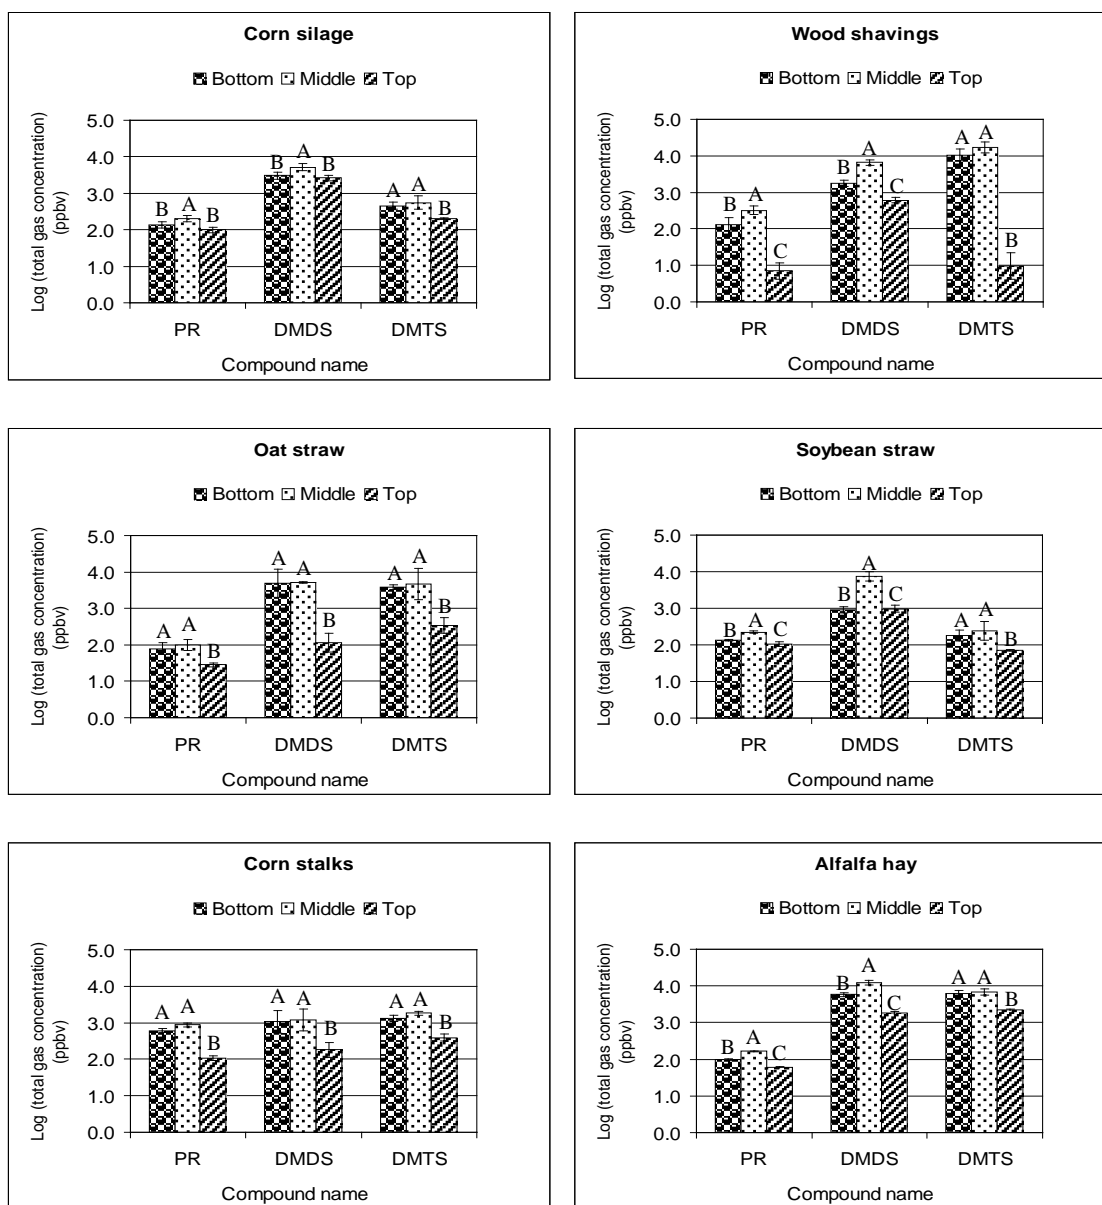 Corn silage
Bottom Middle Top
Log (total gas concentration)
(ppbv)
5.0
4.0
3.0
2.0
1.0
0.0
B A B
B A B
A A B
PR DMDS DMTS
Compound name
Wood shavings
Bottom Middle Top
Log (total gas concentration)
(ppbv)
5.0
4.0
3.0
2.0
1.0
0.0
B A C
B A C
A A B
PR DMDS DMTS
Compound name
Oat straw
Bottom Middle Top
Log (total gas concentration)
(ppbv)
5.0
4.0
3.0
2.0
1.0
0.0
A A B
A A B
A A B
PR DMDS DMTS
Compound name
Soybean straw
Bottom Middle Top
Log (total gas concentration)
(ppbv)
5.0
4.0
3.0
2.0
1.0
0.0
B A C
B A C
A A B
PR DMDS DMTS
Compound name
Corn stalks
Bottom Middle Top
Log (total gas concentration)
(ppbv)
5.0
4.0
3.0
2.0
1.0
0.0
A A B
A A B
A A B
PR DMDS DMTS
Compound name
Alfalfa hay
Bottom Middle Top
Log (total gas concentration)
(ppbv)
5.0
4.0
3.0
2.0
1.0
0.0
B A C
B A C
A A B
PR DMDS DMTS
Compound name